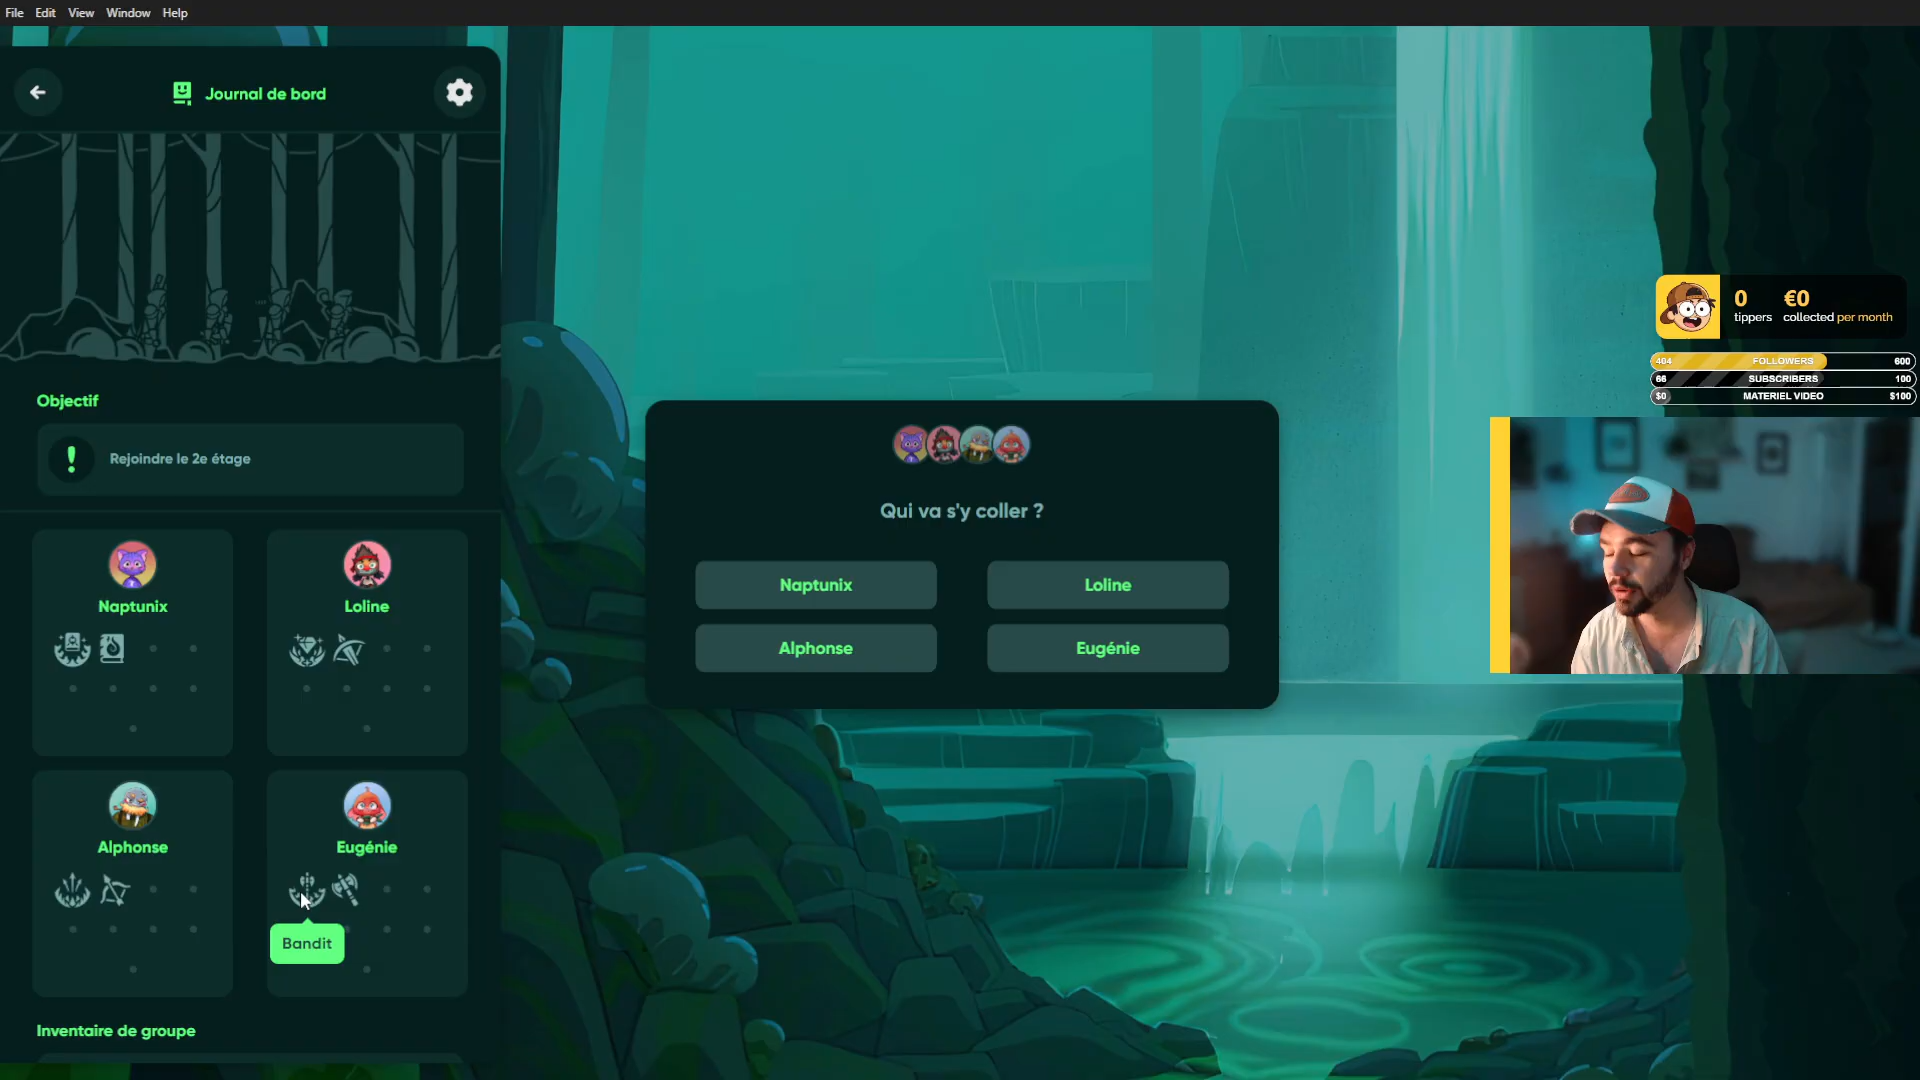 File Edit View Window Help
Journal de bord
Objectif
! Rejoindre le 2e étage
Naptunix
Loline
Alphonse
Eugénie
Bandit
Inventaire de groupe
Qui va s'y coller ?
Naptunix
Loline
Alphonse
Eugénie
0 €0
tippers collected per month
404 FOLLOWERS 600
66 SUBSCRIBERS 100
$0 MATERIEL VIDEO $100